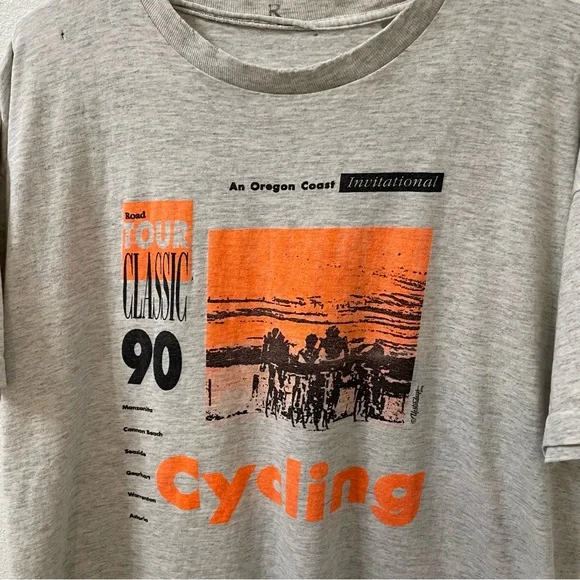 R
An Oregon Coast Invitational
Road
TOUR
CLASSIC
90
Manzanita
Cannon Beach
Seaside
Gearhart
Warrenton
Astoria
Cycling